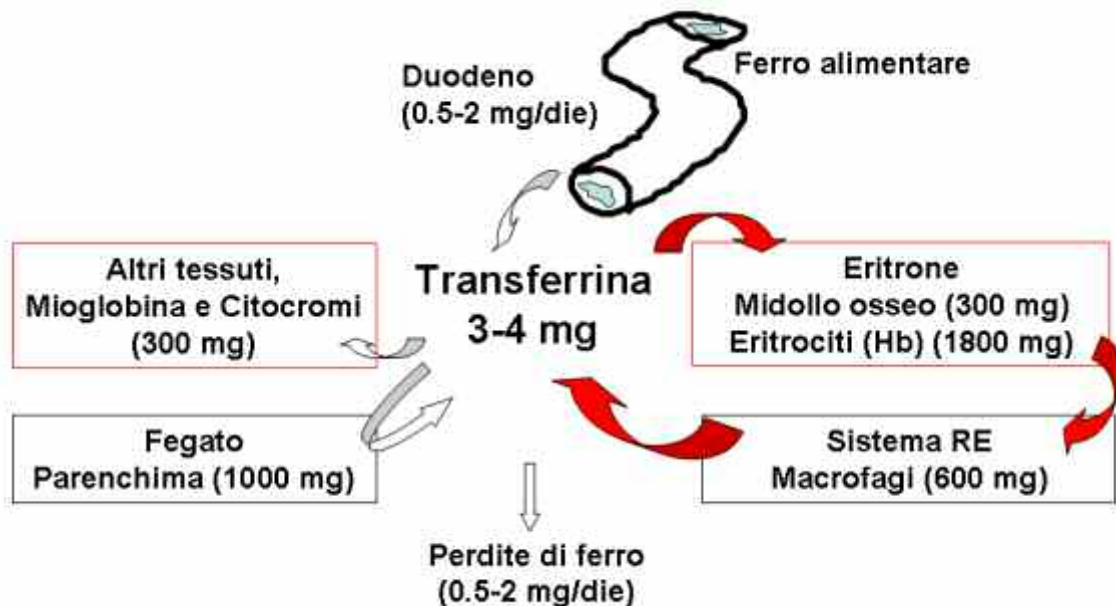 Duodeno
(0.5-2 mg/die)
Ferro alimentare
Altri tessuti,
Mioglobina e Citocromi
(300 mg)
Transferrina
3-4 mg
Eritrone
Midollo osseo (300 mg)
Eritrociti (Hb) (1800 mg)
Fegato
Parenchima (1000 mg)
Sistema RE
Macrofagi (600 mg)
Perdite di ferro
(0.5-2 mg/die)